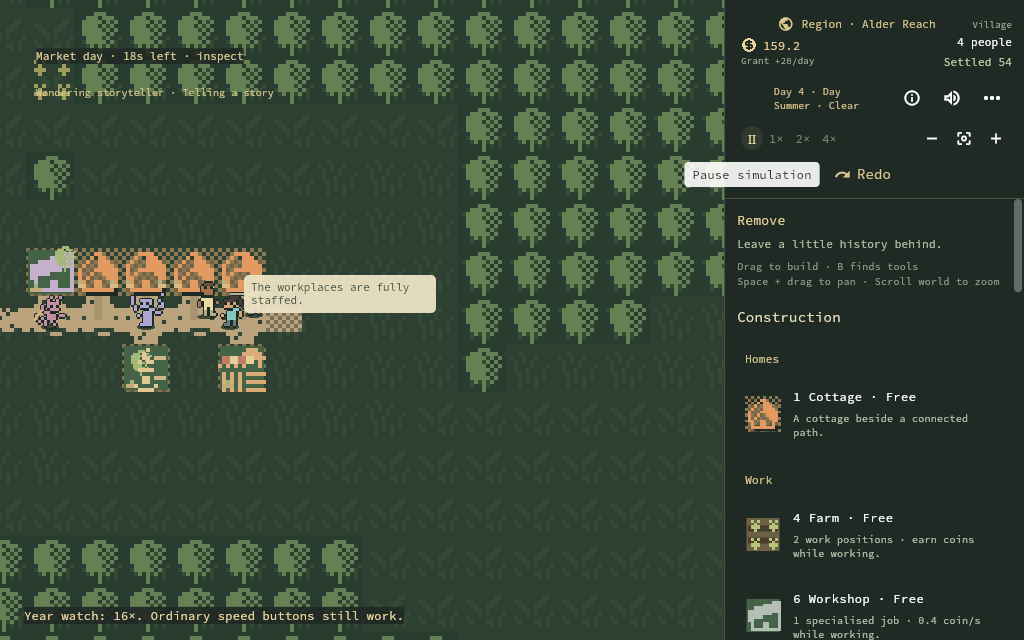 Market day · 18s left · inspect
Wandering storyteller · Telling a story
The workplaces are fully
staffed.
Year watch: 16×. Ordinary speed buttons still work.
Region · Alder Reach
Village
159.2
4 people
Grant +20/day
Settled 54
Day 4 · Day
Summer · Clear
II 1× 2× 4×
Pause simulation
Redo
Remove
Leave a little history behind.
Drag to build · B finds tools
Space + drag to pan · Scroll world to zoom
Construction
Homes
1 Cottage · Free
A cottage beside a connected
path.
Work
4 Farm · Free
2 work positions · earn coins
while working.
6 Workshop · Free
1 specialised job · 0.4 coin/s
while working.